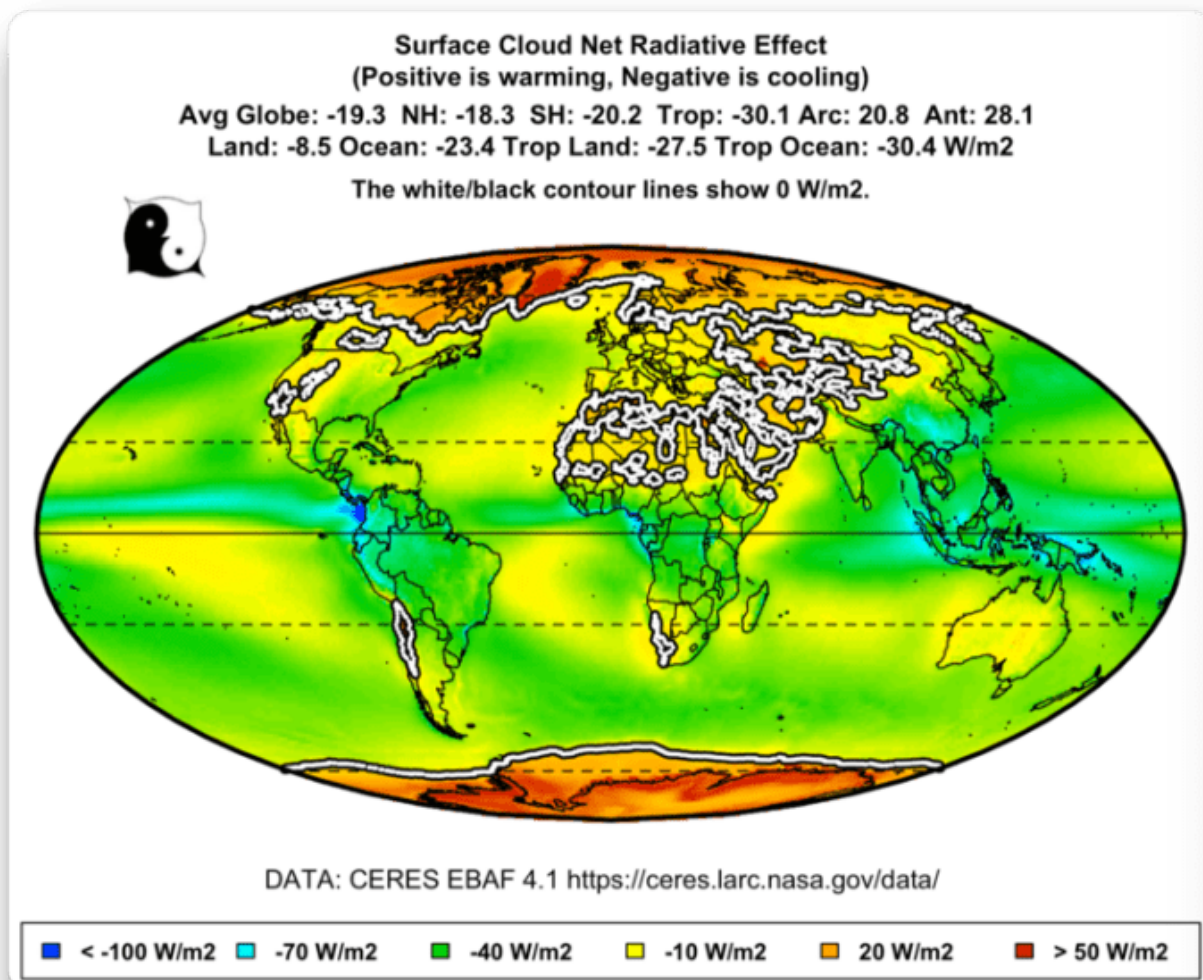 Surface Cloud Net Radiative Effect
(Positive is warming, Negative is cooling)
Avg Globe: -19.3 NH: -18.3 SH: -20.2 Trop: -30.1 Arc: 20.8 Ant: 28.1
Land: -8.5 Ocean: -23.4 Trop Land: -27.5 Trop Ocean: -30.4 W/m2
The white/black contour lines show 0 W/m2.
DATA: CERES EBAF 4.1 https://ceres.larc.nasa.gov/data/
< -100 W/m2 -70 W/m2 -40 W/m2 -10 W/m2 20 W/m2 > 50 W/m2